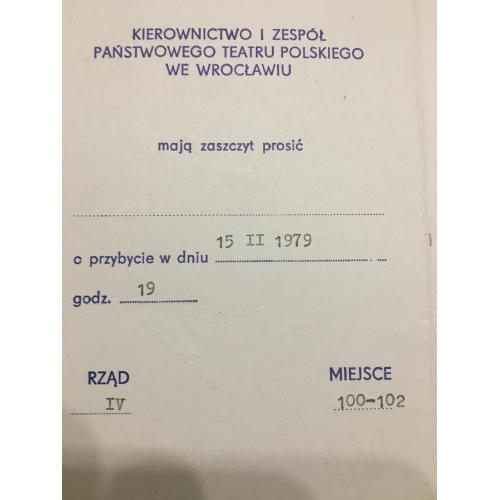 KIEROWNICTWO I ZESPÓŁ
PAŃSTWOWEGO TEATRU POLSKIEGO
WE WROCŁAWIU
mają zaszczyt prosić
o przybycie w dniu 15 II 1979
godz. 19
RZĄD MIEJSCE
IV 100-102